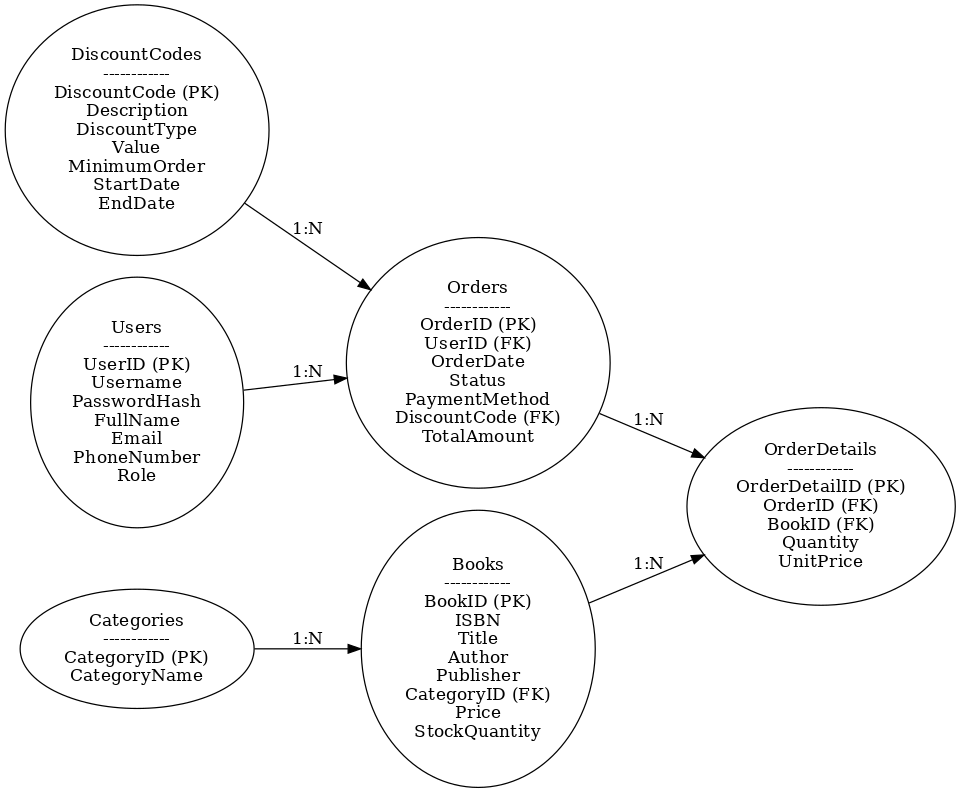 DiscountCodes
------------
DiscountCode (PK)
Description
DiscountType
Value
MinimumOrder
StartDate
EndDate
1:N
Users
------------
UserID (PK)
Username
PasswordHash
FullName
Email
PhoneNumber
Role
1:N
Orders
------------
OrderID (PK)
UserID (FK)
OrderDate
Status
PaymentMethod
DiscountCode (FK)
TotalAmount
1:N
Categories
------------
CategoryID (PK)
CategoryName
1:N
Books
------------
BookID (PK)
ISBN
Title
Author
Publisher
CategoryID (FK)
Price
StockQuantity
1:N
OrderDetails
------------
OrderDetailID (PK)
OrderID (FK)
BookID (FK)
Quantity
UnitPrice